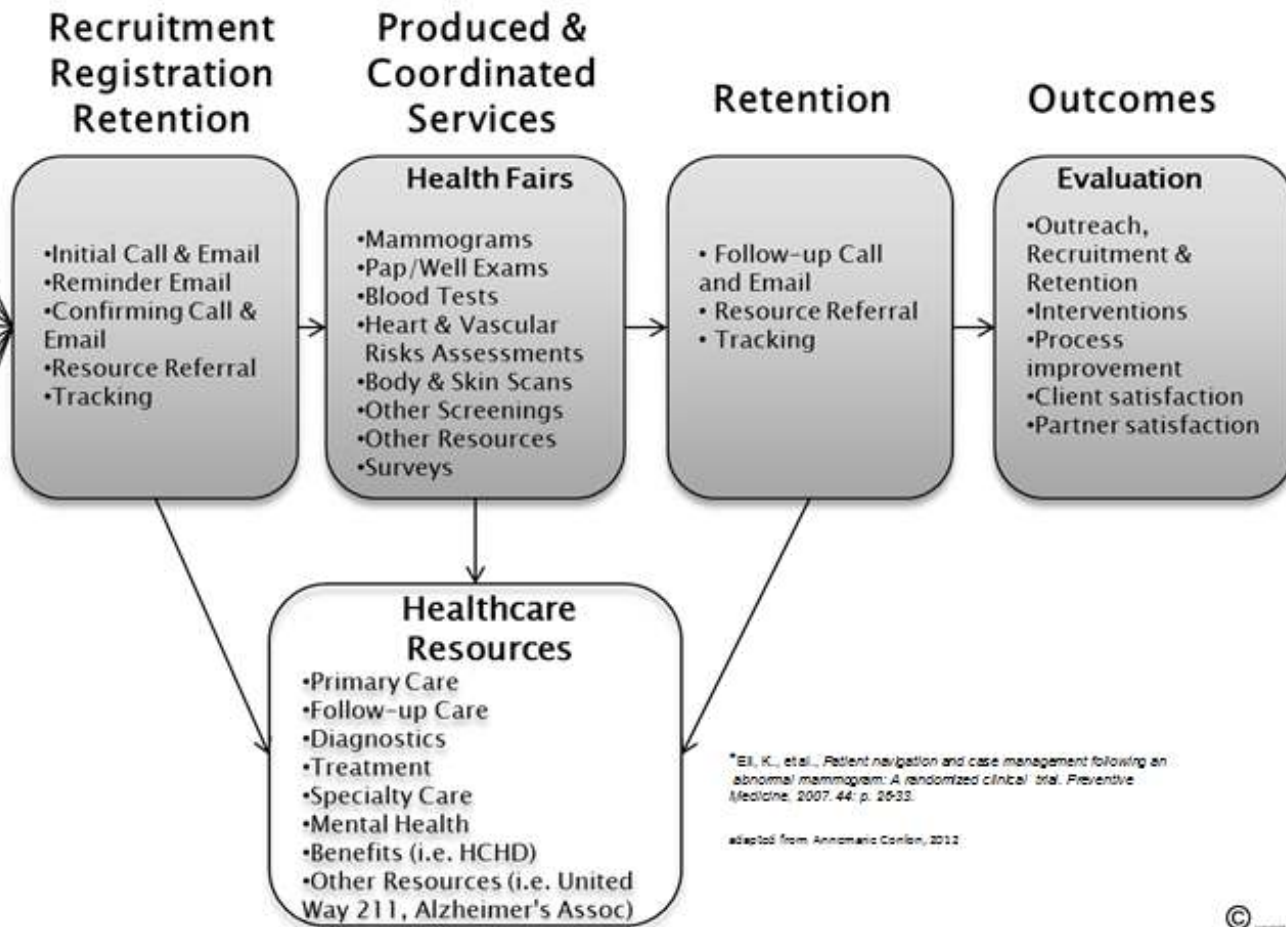 Recruitment
Registration
Retention
Produced &
Coordinated
Services
Retention
Outcomes
•Initial Call & Email
•Reminder Email
•Confirming Call &
Email
•Resource Referral
•Tracking
Health Fairs
•Mammograms
•Pap/Well Exams
•Blood Tests
•Heart & Vascular
Risks Assessments
•Body & Skin Scans
•Other Screenings
•Other Resources
•Surveys
• Follow-up Call
and Email
• Resource Referral
• Tracking
Evaluation
•Outreach,
Recruitment &
Retention
•Interventions
•Process
improvement
•Client satisfaction
•Partner satisfaction
Healthcare
Resources
•Primary Care
•Follow-up Care
•Diagnostics
•Treatment
•Specialty Care
•Mental Health
•Benefits (i.e. HCHD)
•Other Resources (i.e. United
Way 211, Alzheimer's Assoc)
*Ell, K., et al., Patient navigation and case management following an
abnormal mammogram: A randomized clinical trial. Preventive
Medicine, 2007. 44: p. 26-33.
adapted from Annamarie Conlon, 2012
©